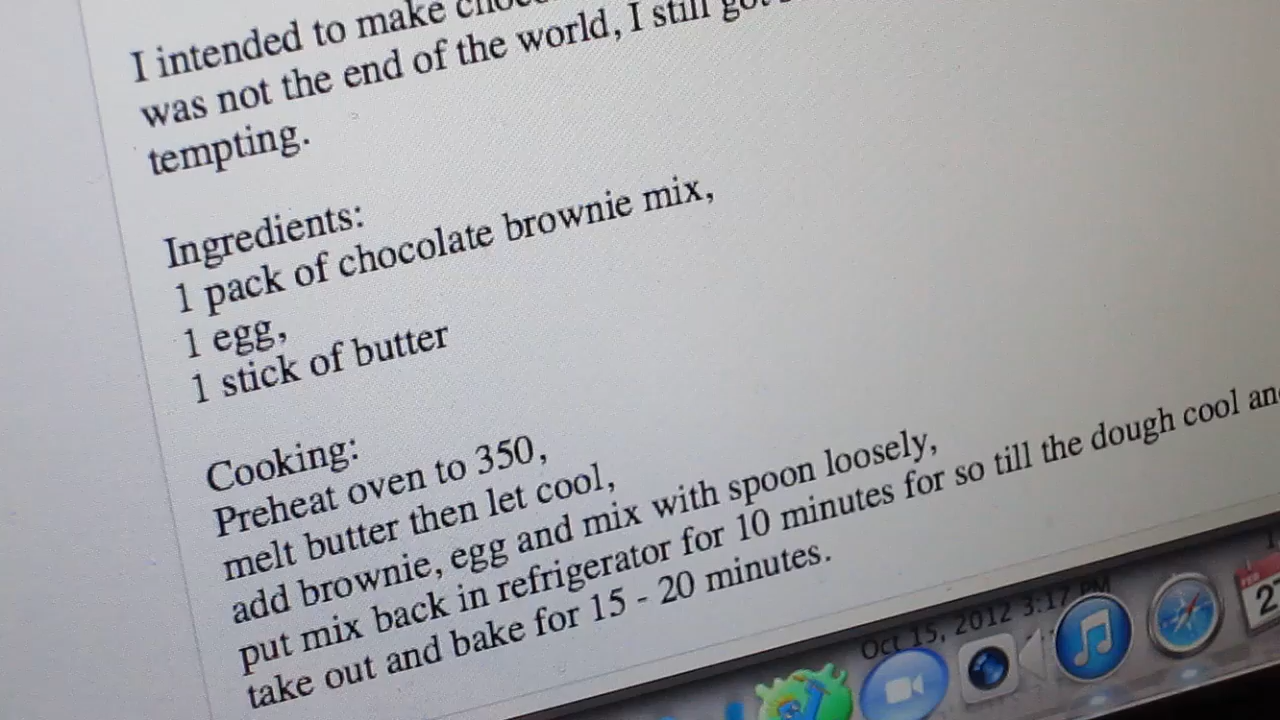 I intended to make
was not the end of the world, I still
tempting.
Ingredients:
1 pack of chocolate brownie mix,
1 egg,
1 stick of butter
Cooking:
Preheat oven to 350,
melt butter then let cool,
add brownie, egg and mix with spoon loosely,
put mix back in refrigerator for 10 minutes for so till the dough cool
take out and bake for 15 - 20 minutes.
Oct 15, 2012 3:17 PM
FEB